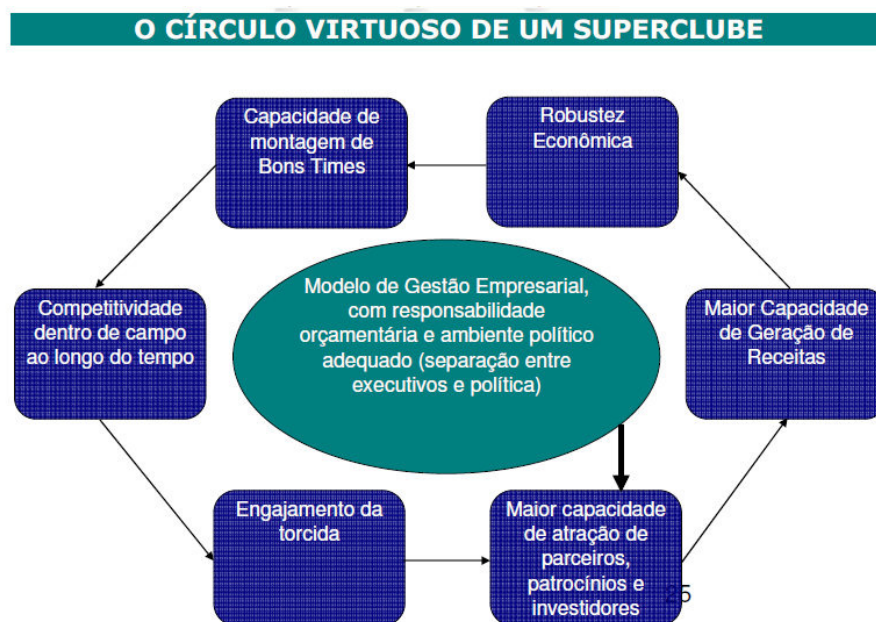 O CÍRCULO VIRTUOSO DE UM SUPERCLUBE
Capacidade de
montagem de
Bons Times
Robustez
Econômica
Modelo de Gestão Empresarial,
com responsabilidade
orçamentária e ambiente político
adequado (separação entre
executivos e política)
Competitividade
dentro de campo
ao longo do tempo
Maior Capacidade
de Geração de
Receitas
Engajamento da
torcida
Maior capacidade
de atração de
parceiros,
patrocínios e
investidores
25